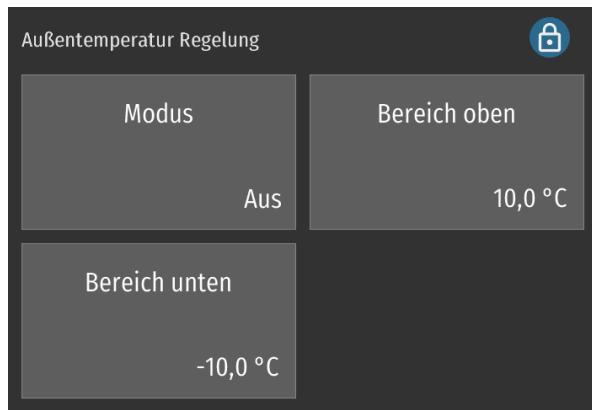 Außentemperatur Regelung
Modus
Aus
Bereich oben
10,0 °C
Bereich unten
-10,0 °C